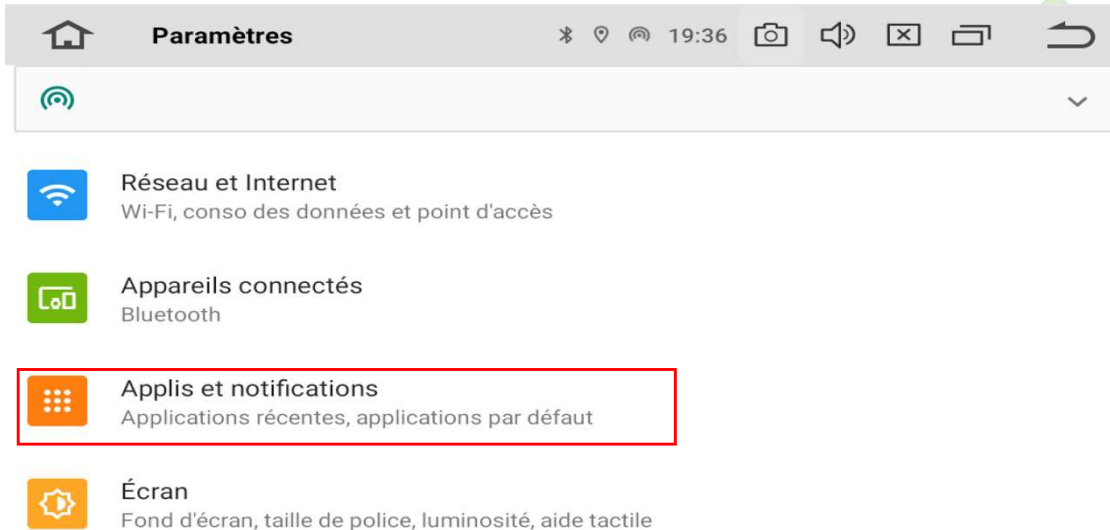 Paramètres 19:36
Réseau et Internet
Wi-Fi, conso des données et point d'accès
Appareils connectés
Bluetooth
Applis et notifications
Applications récentes, applications par défaut
Écran
Fond d'écran, taille de police, luminosité, aide tactile